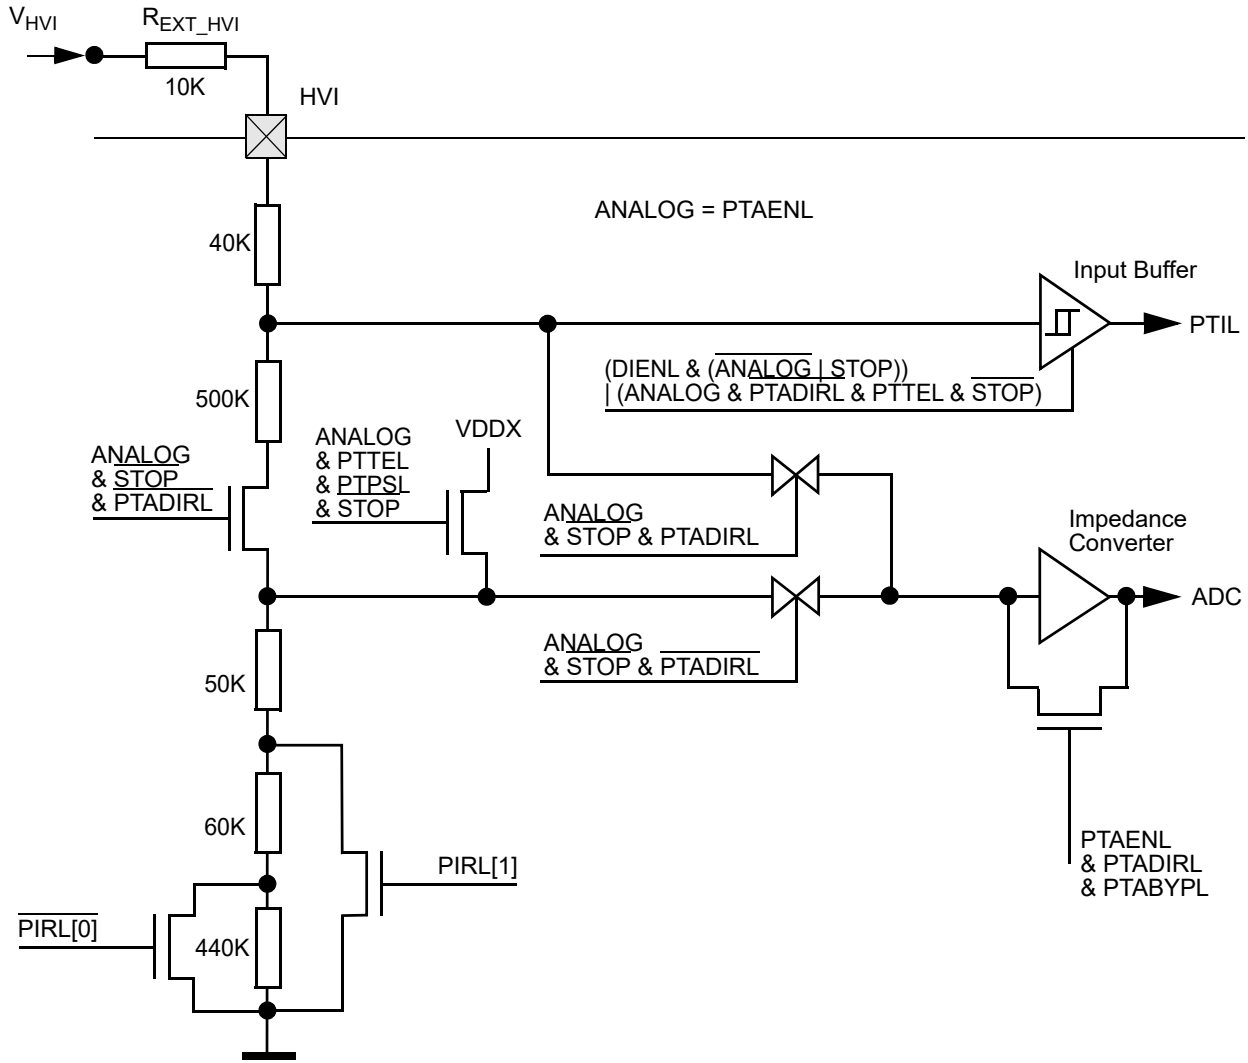 VHVI
REXT_HVI
10K
HVI
ANALOG = PTAENL
40K
Input Buffer
PTIL
(DIENL & (ANALOG | STOP))
| (ANALOG & PTADIRL & PTTEL & STOP)
500K
VDDX
ANALOG
& STOP
& PTADIRL
ANALOG
& PTTEL
& PTPSL
& STOP
ANALOG
& STOP & PTADIRL
Impedance
Converter
ADC
ANALOG
& STOP & PTADIRL
50K
60K
PIRL[1]
PTAENL
& PTADIRL
& PTABYPL
PIRL[0]
440K